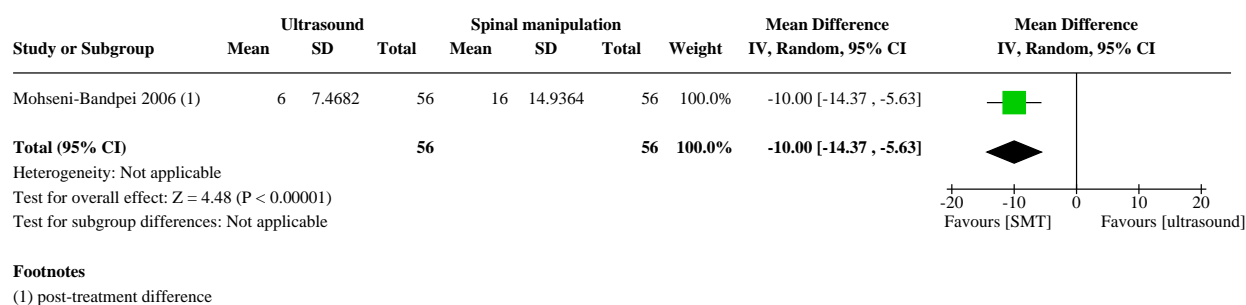 Ultrasound Spinal manipulation Mean Difference Mean Difference
Study or Subgroup Mean SD Total Mean SD Total Weight IV, Random, 95% CI IV, Random, 95% CI
Mohseni-Bandpei 2006 (1) 6 7.4682 56 16 14.9364 56 100.0% -10.00 [-14.37 , -5.63]
Total (95% CI) 56 56 100.0% -10.00 [-14.37 , -5.63]
Heterogeneity: Not applicable
Test for overall effect: Z = 4.48 (P < 0.00001)
-20 -10 0 10 20
Test for subgroup differences: Not applicable
Favours [SMT] Favours [ultrasound]
Footnotes
(1) post-treatment difference